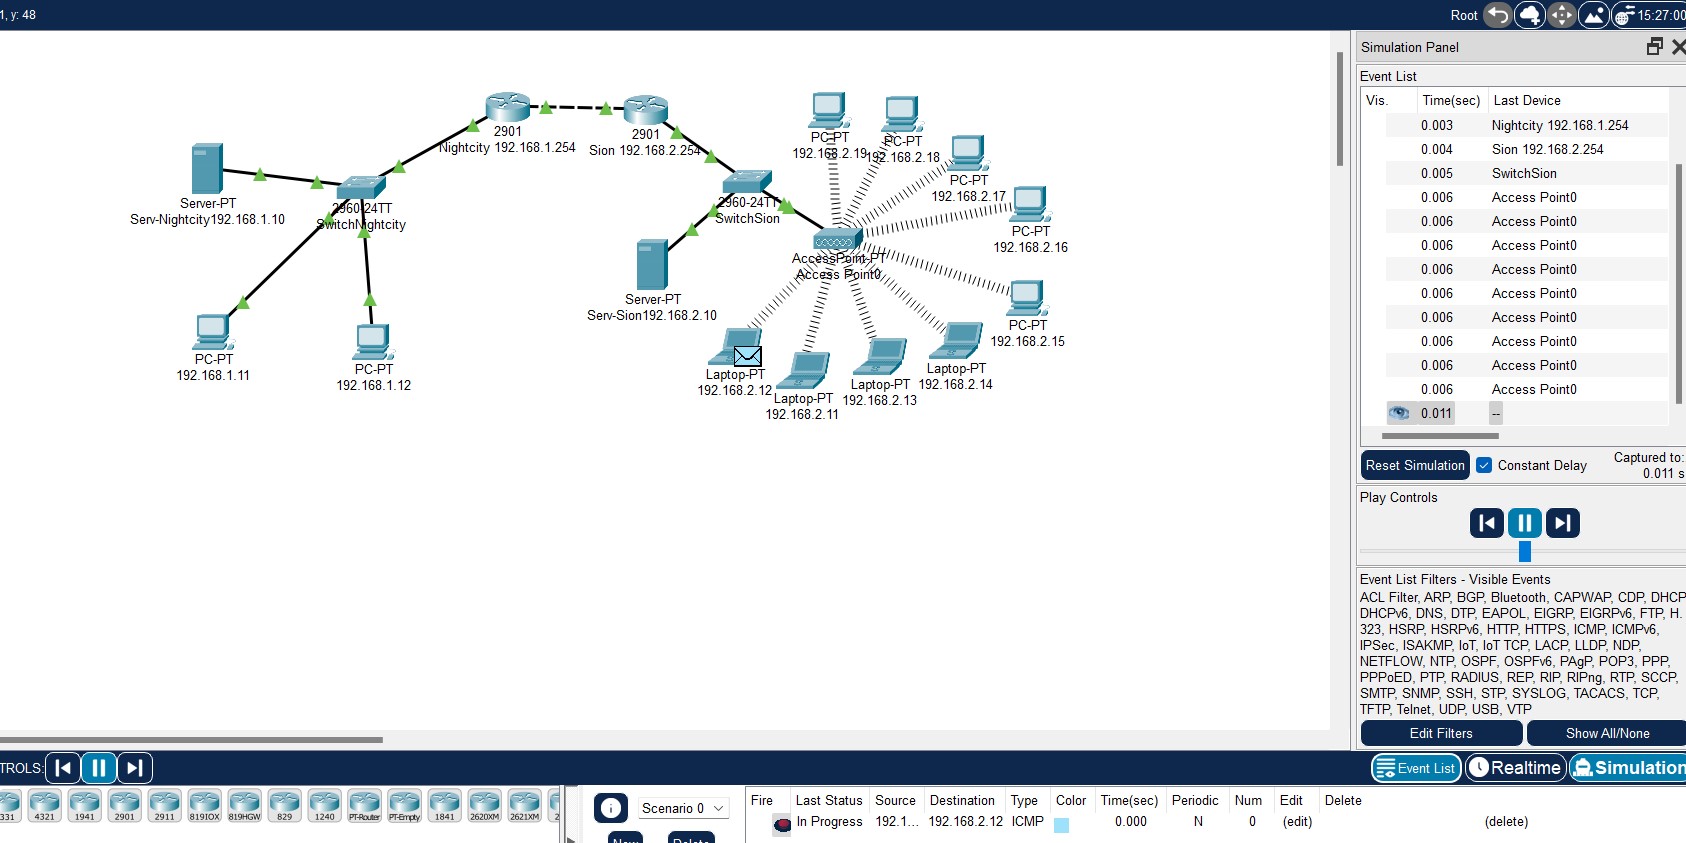 1, y: 48
Root
15:27:00
2901
Nightcity 192.168.1.254
2901
Sion 192.168.2.254
Server-PT
Serv-Nightcity192.168.1.10
2960-24TT
SwitchNightcity
PC-PT
192.168.1.11
PC-PT
192.168.1.12
2960-24TT
SwitchSion
Server-PT
Serv-Sion192.168.2.10
AccessPoint-PT
Access Point0
PC-PT
192.168.2.19
PC-PT
192.168.2.18
PC-PT
192.168.2.17
PC-PT
192.168.2.16
PC-PT
192.168.2.15
Laptop-PT
192.168.2.12
Laptop-PT
192.168.2.11
Laptop-PT
192.168.2.13
Laptop-PT
192.168.2.14
Simulation Panel
Event List
Vis. Time(sec) Last Device
0.003 Nightcity 192.168.1.254
0.004 Sion 192.168.2.254
0.005 SwitchSion
0.006 Access Point0
0.006 Access Point0
0.006 Access Point0
0.006 Access Point0
0.006 Access Point0
0.006 Access Point0
0.006 Access Point0
0.006 Access Point0
0.006 Access Point0
0.011 --
Reset Simulation
Constant Delay
Captured to:
0.011 s
Play Controls
Event List Filters - Visible Events
ACL Filter, ARP, BGP, Bluetooth, CAPWAP, CDP, DHCP
DHCPv6, DNS, DTP, EAPOL, EIGRP, EIGRPv6, FTP, H.
323, HSRP, HSRPv6, HTTP, HTTPS, ICMP, ICMPv6,
IPSec, ISAKMP, IoT, IoT TCP, LACP, LLDP, NDP,
NETFLOW, NTP, OSPF, OSPFv6, PAgP, POP3, PPP,
PPPoED, PTP, RADIUS, REP, RIP, RIPng, RTP, SCCP,
SMTP, SNMP, SSH, STP, SYSLOG, TACACS, TCP,
TFTP, Telnet, UDP, USB, VTP
Edit Filters
Show All/None
TROLS:
Event List
Realtime
Simulation
331 4321 1941 2901 2911 819IOX 819HGW 829 1240 PT-Router PT-Empty 1841 2620XM 2621XM 2
Scenario 0
New
Delete
Fire Last Status Source Destination Type Color Time(sec) Periodic Num Edit Delete
In Progress 192.1... 192.168.2.12 ICMP 0.000 N 0 (edit) (delete)